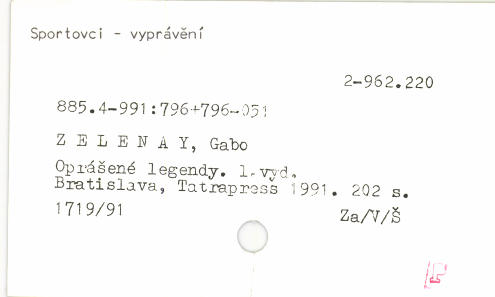 Sportovci - vyprávění
2-962.220
885.4-991:796+796-051
Z E L E N A Y, Gabo
Oprášené legendy. 1.vyd.
Bratislava, Tatrapress 1991. 202 s.
1719/91
Za/V/Š